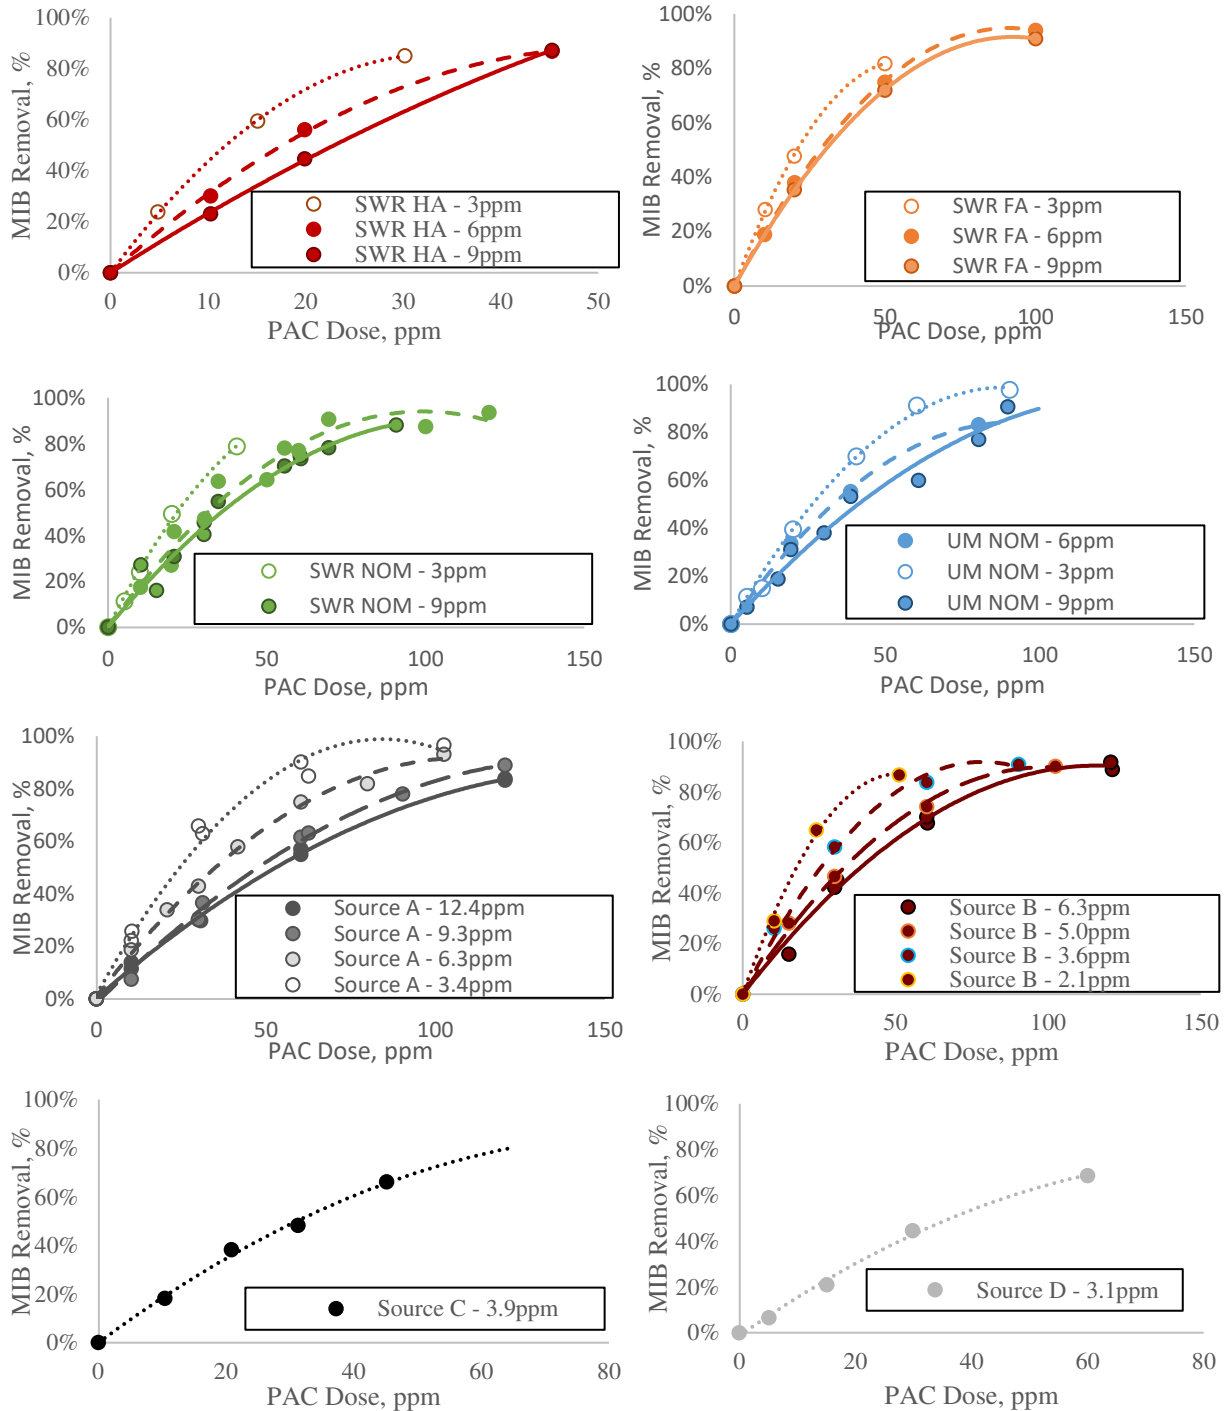 100%
80%
60%
40%
20%
0%
MIB Removal, %
SWR HA - 3ppm
SWR HA - 6ppm
SWR HA - 9ppm
0 10 20 30 40 50
PAC Dose, ppm
100%
80%
60%
40%
20%
0%
MIB Removal, %
SWR FA - 3ppm
SWR FA - 6ppm
SWR FA - 9ppm
0 50 100 150
PAC Dose, ppm
100%
80%
60%
40%
20%
0%
MIB Removal, %
SWR NOM - 3ppm
SWR NOM - 9ppm
0 50 100 150
PAC Dose, ppm
100%
80%
60%
40%
20%
0%
MIB Removal, %
UM NOM - 6ppm
UM NOM - 3ppm
UM NOM - 9ppm
0 50 100 150
PAC Dose, ppm
100%
80%
60%
40%
20%
0%
MIB Removal, %
Source A - 12.4ppm
Source A - 9.3ppm
Source A - 6.3ppm
Source A - 3.4ppm
0 50 100 150
PAC Dose, ppm
100%
80%
60%
40%
20%
0%
MIB Removal, %
Source B - 6.3ppm
Source B - 5.0ppm
Source B - 3.6ppm
Source B - 2.1ppm
0 50 100 150
PAC Dose, ppm
100%
80%
60%
40%
20%
0%
MIB Removal, %
Source C - 3.9ppm
0 20 40 60 80
PAC Dose, ppm
100%
80%
60%
40%
20%
0%
MIB Removal, %
Source D - 3.1ppm
0 20 40 60 80
PAC Dose, ppm